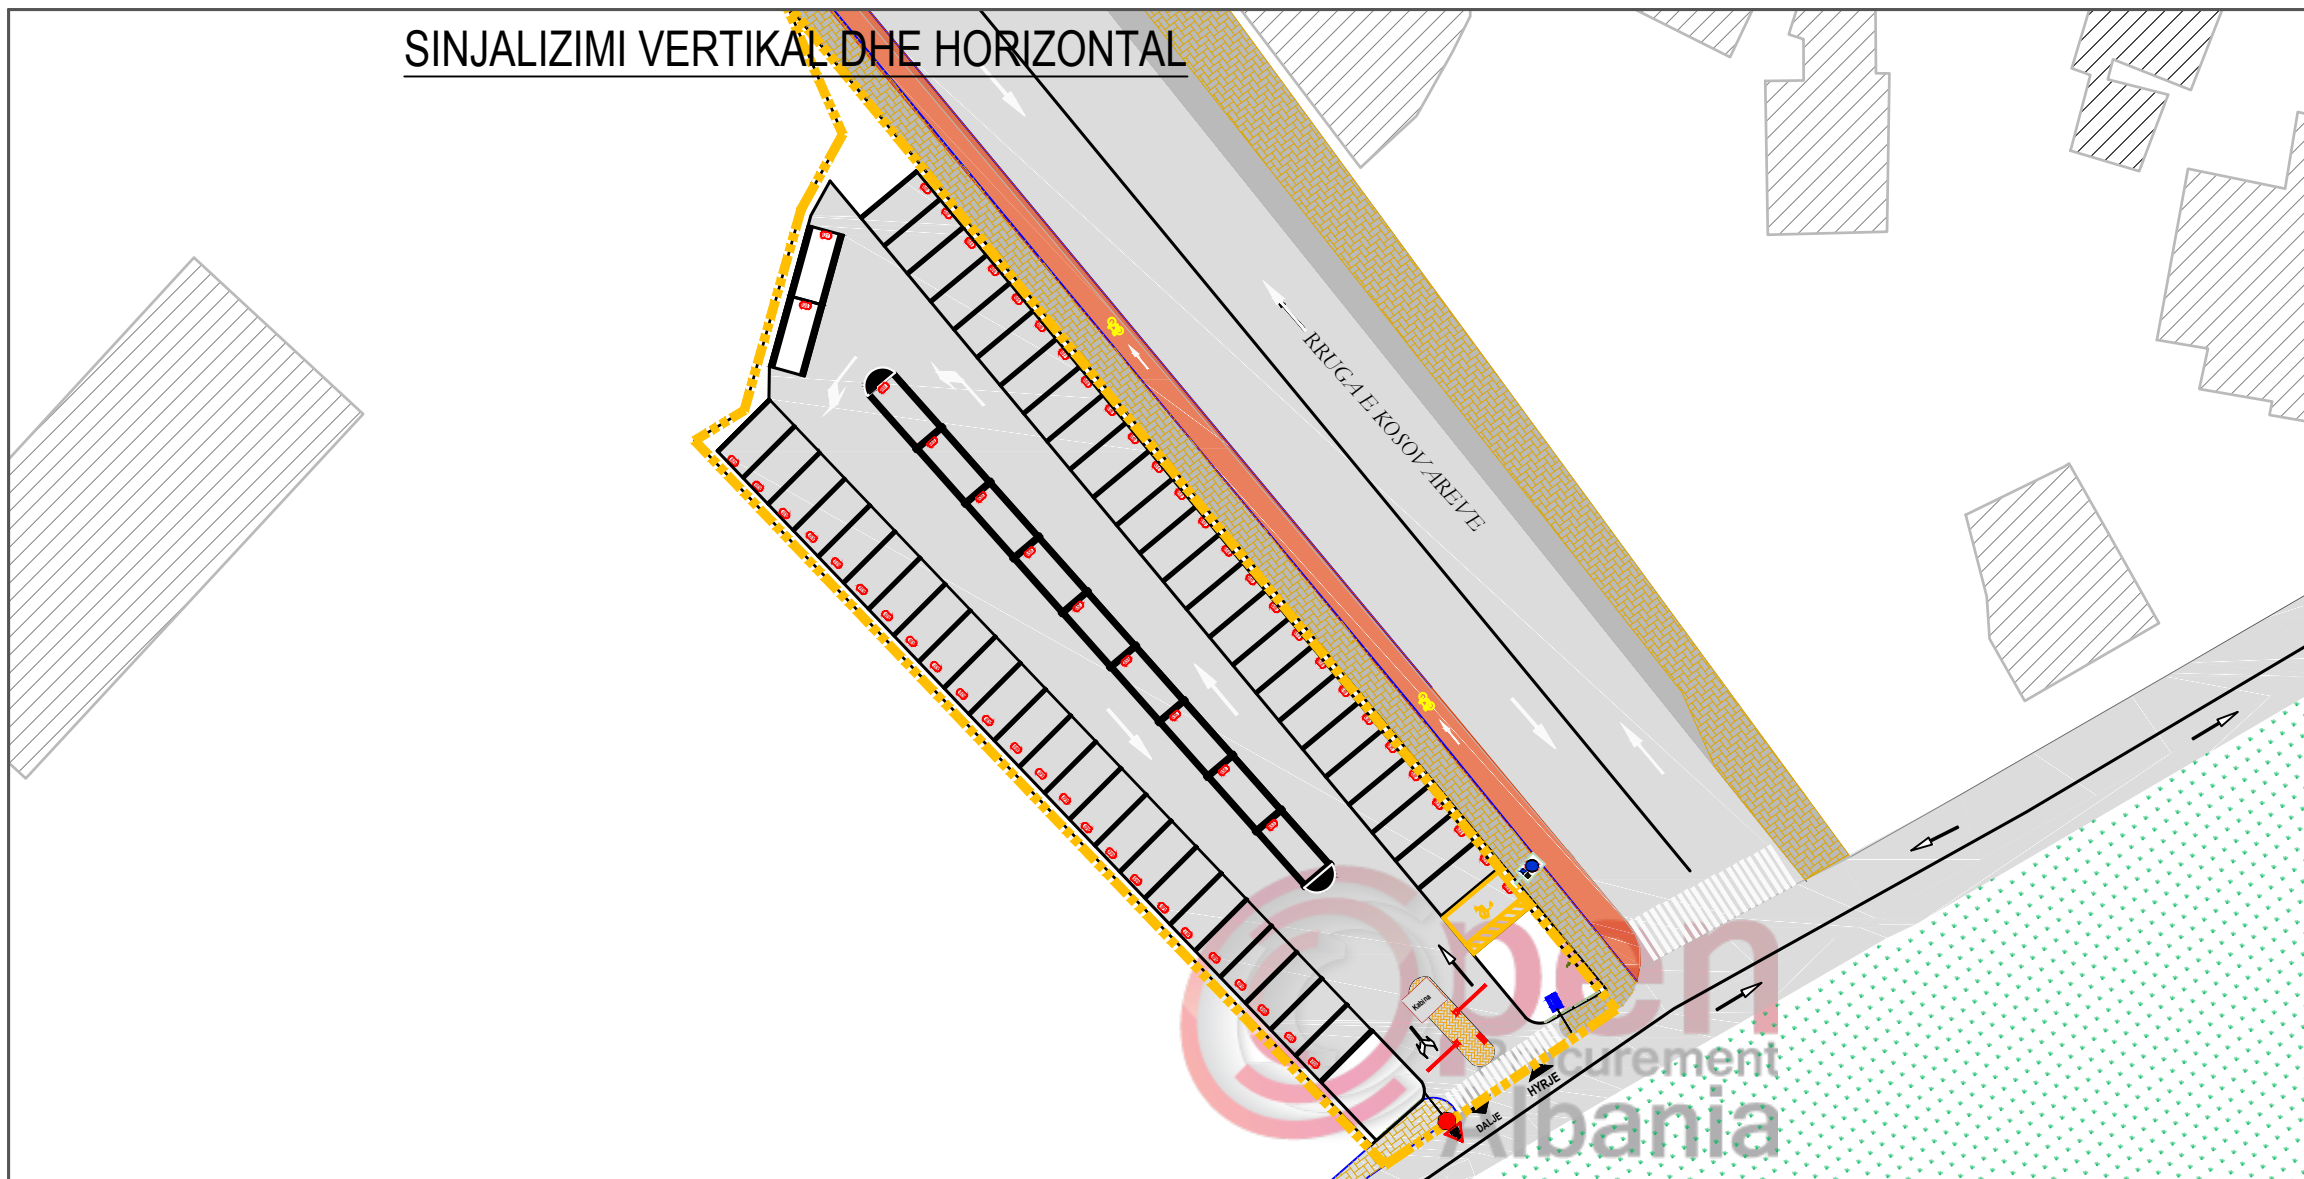 SINJALIZIMI VERTIKAL DHE HORIZONTAL
RRUGA E KOSOVAREVE
Kabina
HYRJE
DALJE
Open
Procurement
Albania